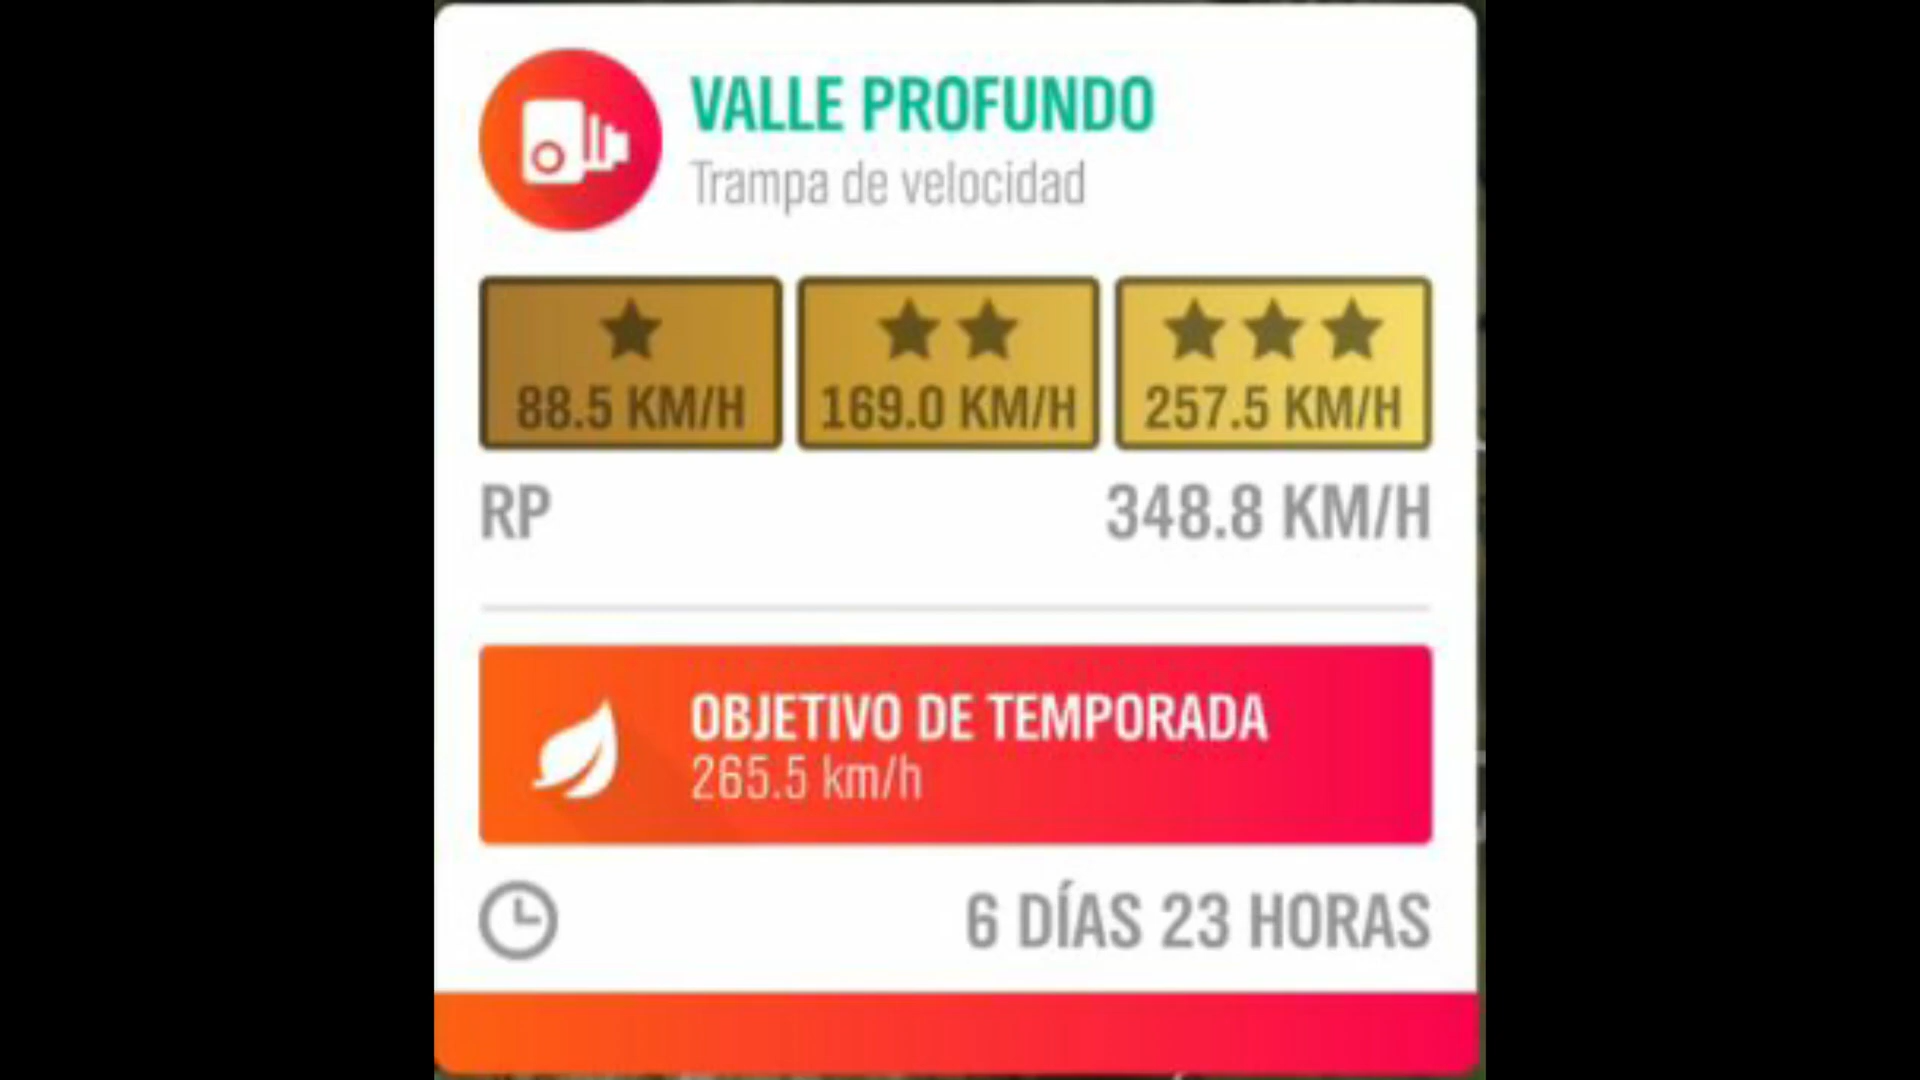 VALLE PROFUNDO
Trampa de velocidad
88.5 KM/H 169.0 KM/H 257.5 KM/H
RP 348.8 KM/H
OBJETIVO DE TEMPORADA
265.5 km/h
6 DÍAS 23 HORAS